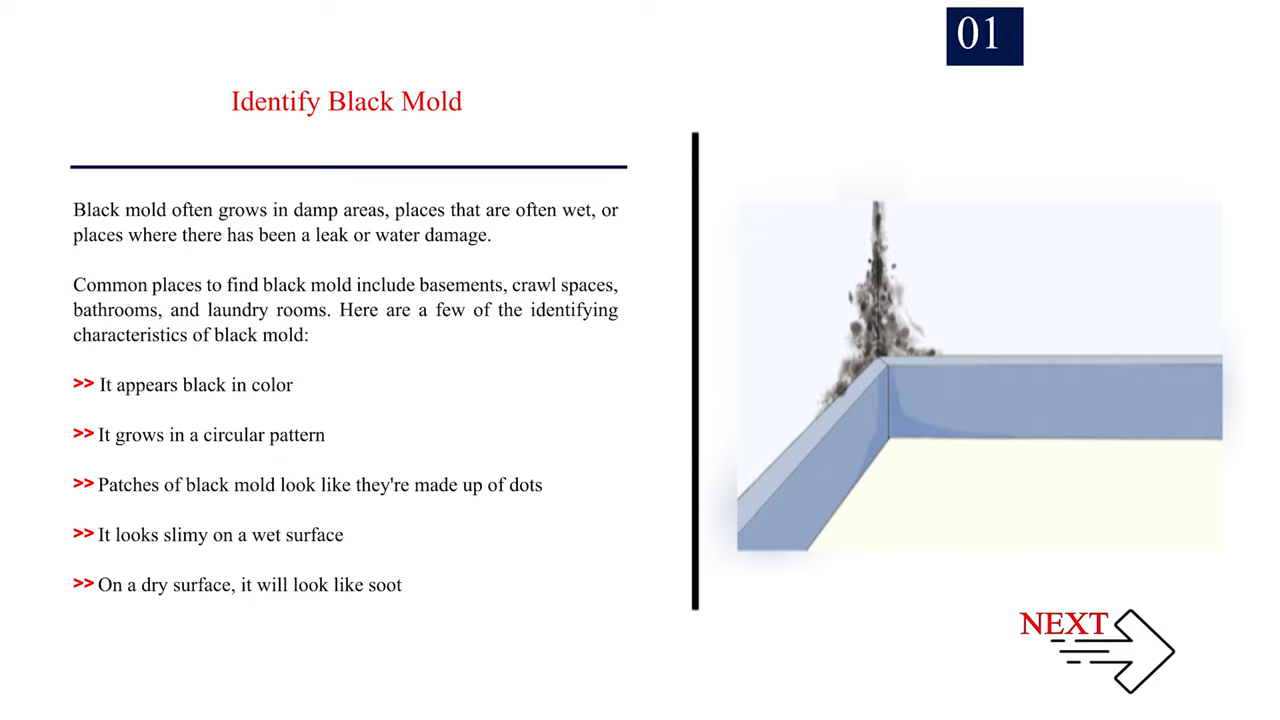 01
Identify Black Mold
Black mold often grows in damp areas, places that are often wet, or
places where there has been a leak or water damage.
Common places to find black mold include basements, crawl spaces,
bathrooms, and laundry rooms. Here are a few of the identifying
characteristics of black mold:
>> It appears black in color
>> It grows in a circular pattern
>> Patches of black mold look like they're made up of dots
>> It looks slimy on a wet surface
>> On a dry surface, it will look like soot
NEXT